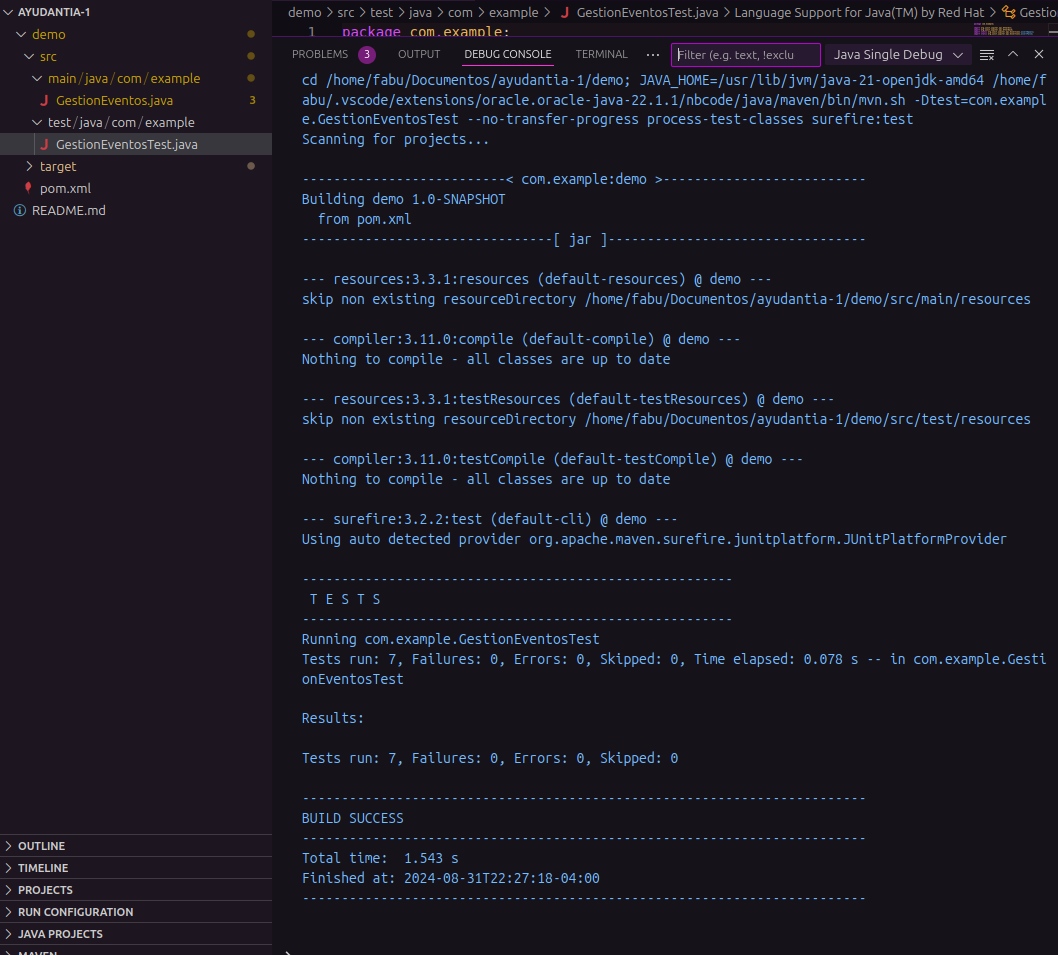 AYUDANTIA-1
demo
src
main/java/com/example
GestionEventos.java 3
test/java/com/example
GestionEventosTest.java
target
pom.xml
README.md
OUTLINE
TIMELINE
PROJECTS
RUN CONFIGURATION
JAVA PROJECTS
MAVEN
demo > src > test > java > com > example > GestionEventosTest.java > Language Support for Java(TM) by Red Hat > Gestio
1 package com.example;
PROBLEMS 3 OUTPUT DEBUG CONSOLE TERMINAL ··· Filter (e.g. text, !exclu Java Single Debug
cd /home/fabu/Documentos/ayudantia-1/demo; JAVA_HOME=/usr/lib/jvm/java-21-openjdk-amd64 /home/f
abu/.vscode/extensions/oracle.oracle-java-22.1.1/nbcode/java/maven/bin/mvn.sh -Dtest=com.exampl
e.GestionEventosTest --no-transfer-progress process-test-classes surefire:test
Scanning for projects...
--------------------------< com.example:demo >--------------------------
Building demo 1.0-SNAPSHOT
from pom.xml
--------------------------------[ jar ]---------------------------------
--- resources:3.3.1:resources (default-resources) @ demo ---
skip non existing resourceDirectory /home/fabu/Documentos/ayudantia-1/demo/src/main/resources
--- compiler:3.11.0:compile (default-compile) @ demo ---
Nothing to compile - all classes are up to date
--- resources:3.3.1:testResources (default-testResources) @ demo ---
skip non existing resourceDirectory /home/fabu/Documentos/ayudantia-1/demo/src/test/resources
--- compiler:3.11.0:testCompile (default-testCompile) @ demo ---
Nothing to compile - all classes are up to date
--- surefire:3.2.2:test (default-cli) @ demo ---
Using auto detected provider org.apache.maven.surefire.junitplatform.JUnitPlatformProvider
-------------------------------------------------------
T E S T S
-------------------------------------------------------
Running com.example.GestionEventosTest
Tests run: 7, Failures: 0, Errors: 0, Skipped: 0, Time elapsed: 0.078 s -- in com.example.Gesti
onEventosTest
Results:
Tests run: 7, Failures: 0, Errors: 0, Skipped: 0
------------------------------------------------------------------------
BUILD SUCCESS
------------------------------------------------------------------------
Total time:  1.543 s
Finished at: 2024-08-31T22:27:18-04:00
------------------------------------------------------------------------